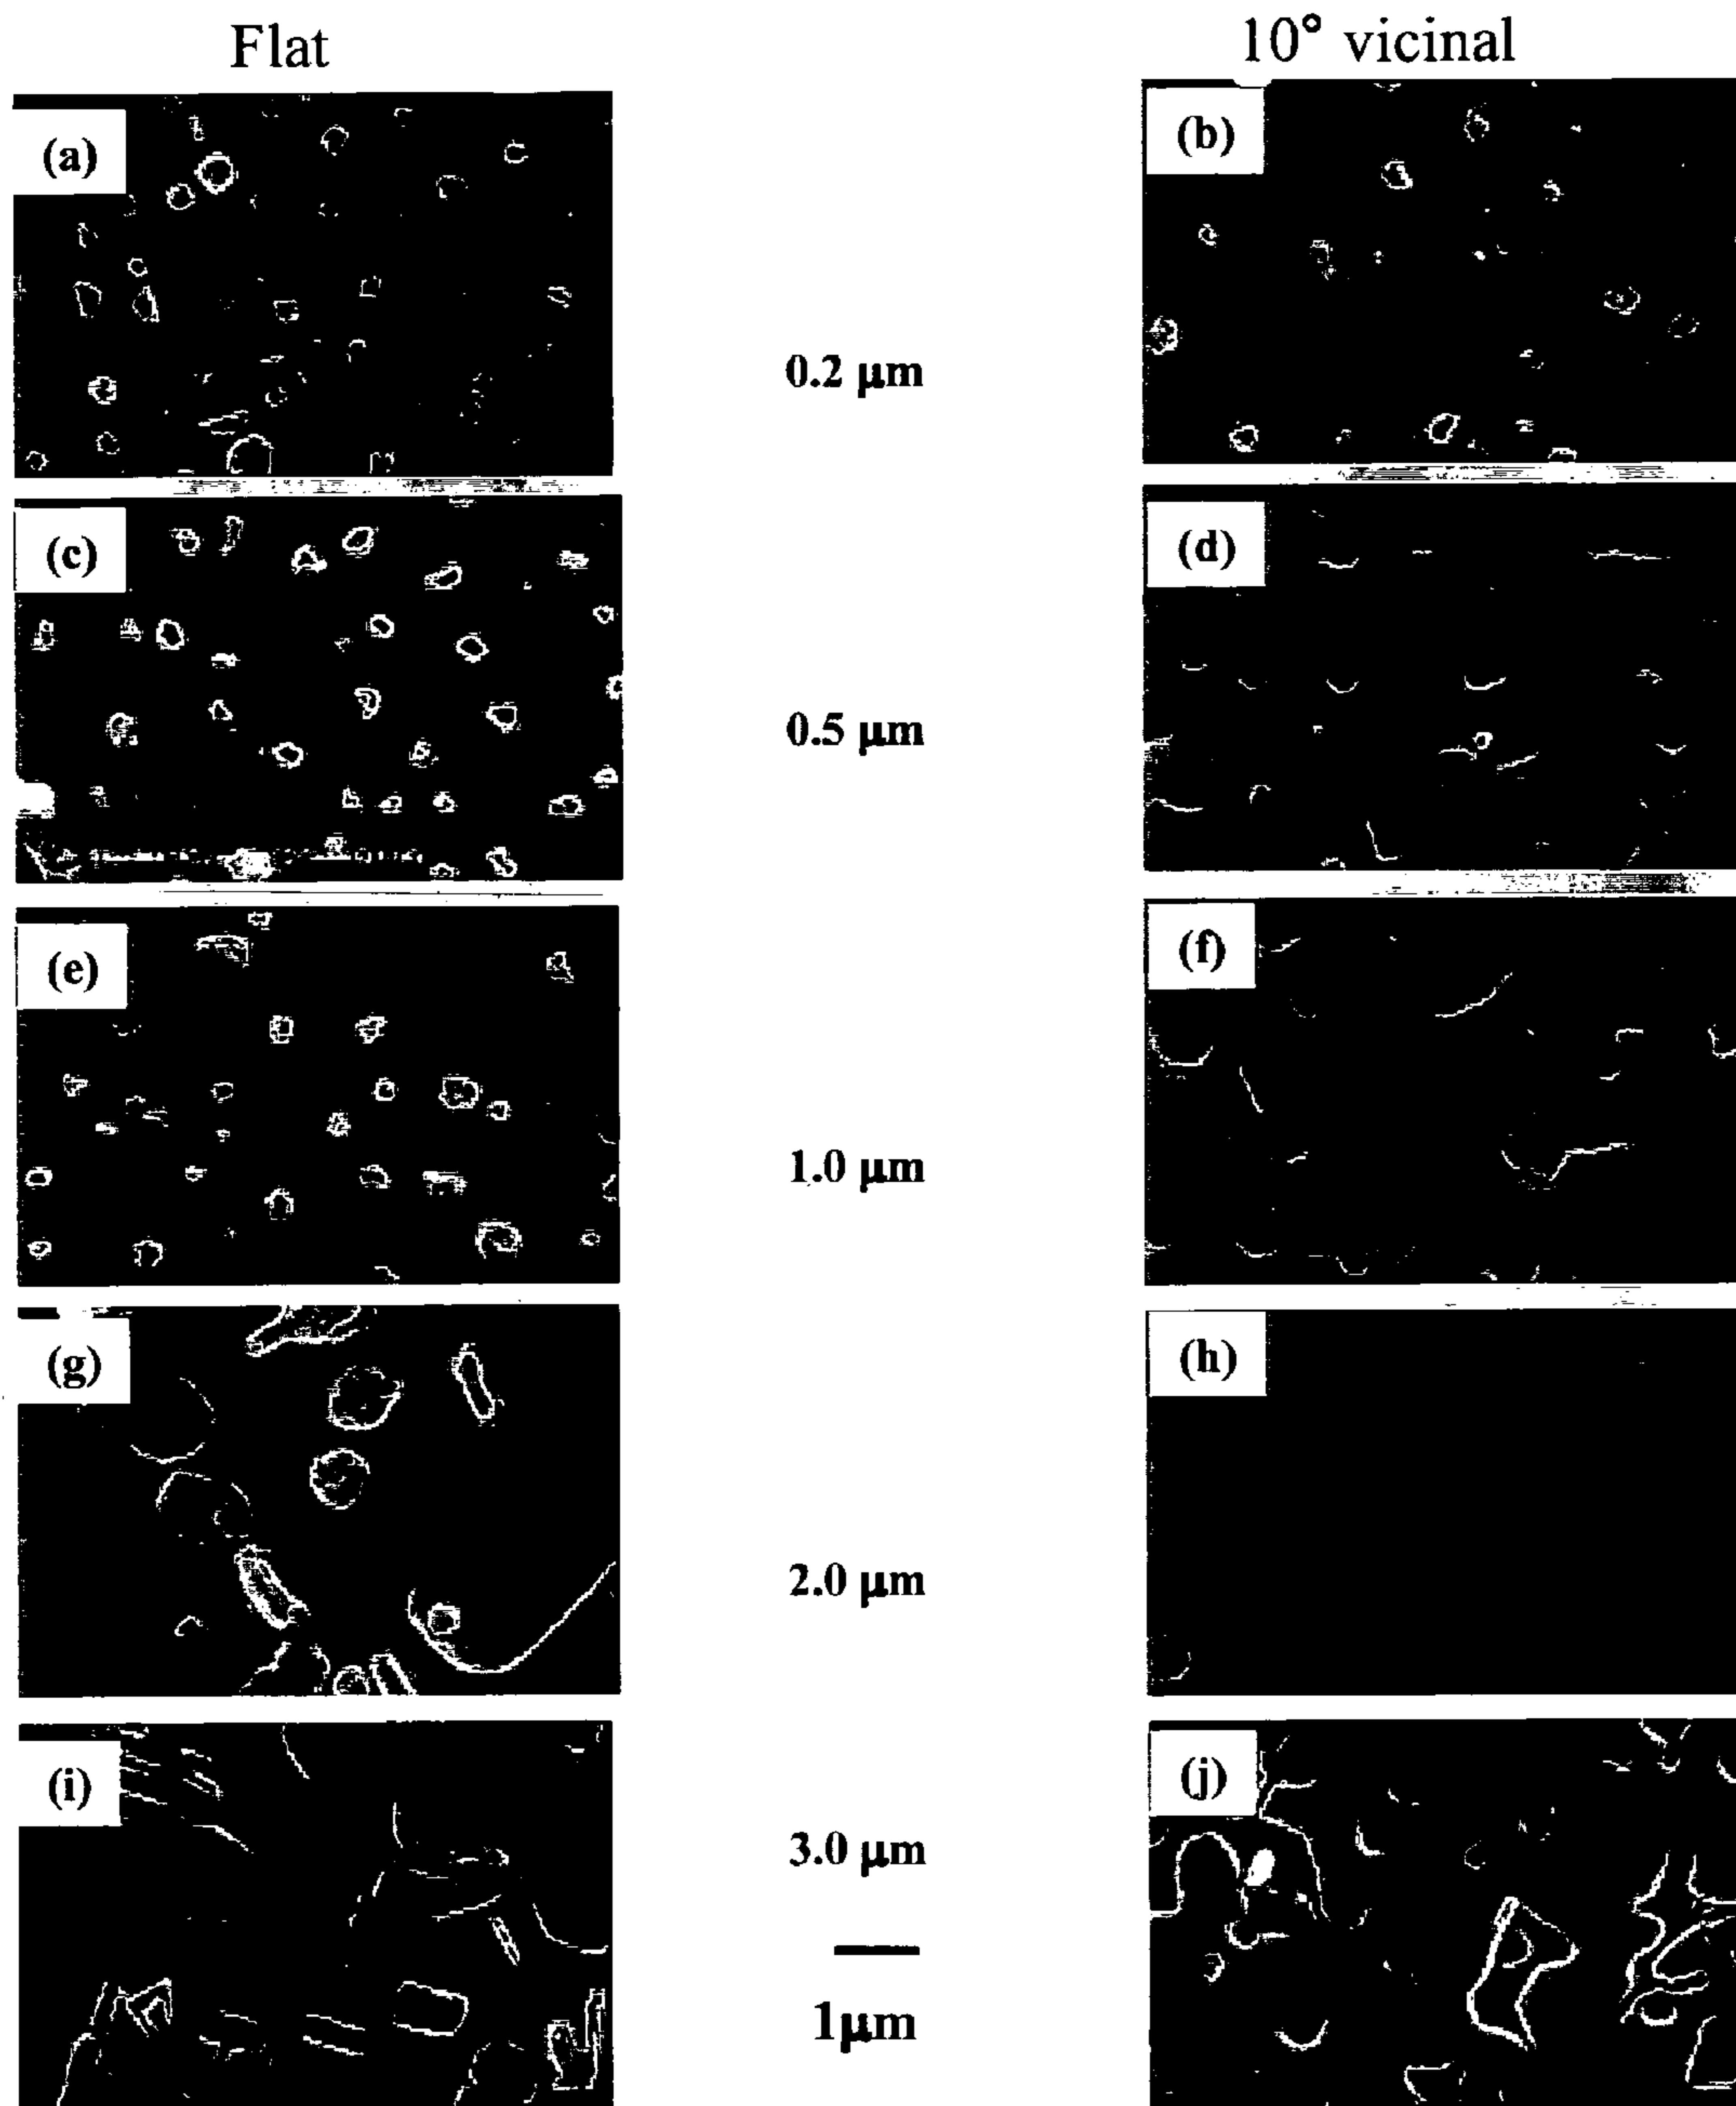 Flat
10° vicinal
(a)
(b)
0.2 µm
(c)
(d)
0.5 µm
(e)
(f)
1.0 µm
(g)
(h)
2.0 µm
(i)
(j)
3.0 µm
1µm